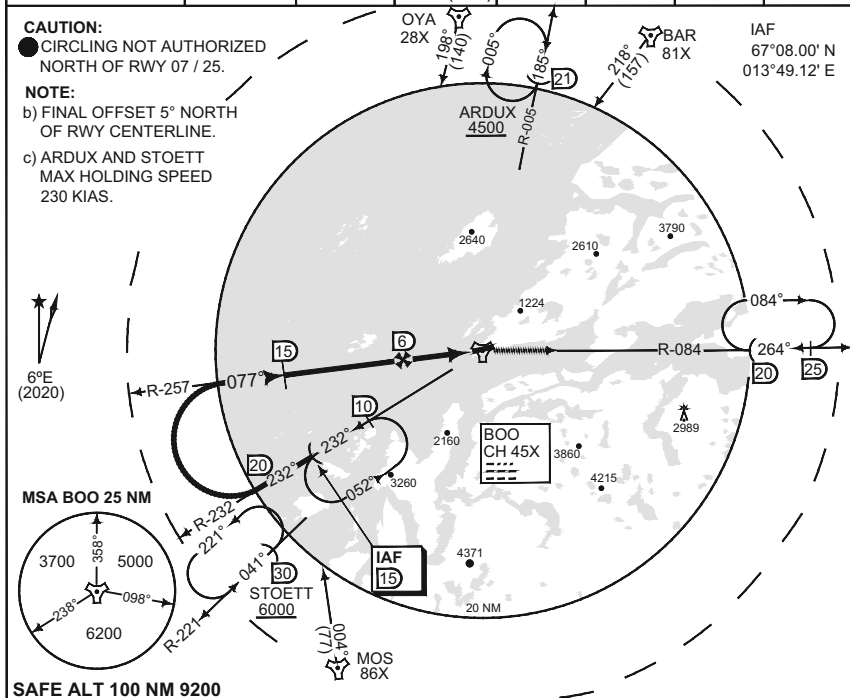 CAUTION:
CIRCLING NOT AUTHORIZED
NORTH OF RWY 07 / 25.
NOTE:
b) FINAL OFFSET 5° NORTH
OF RWY CENTERLINE.
c) ARDUX AND STOETT
MAX HOLDING SPEED
230 KIAS.
OYA
28X
198°
(140)
005°
185°
21
ARDUX
4500
R-005
BAR
81X
218°
(157)
IAF
67°08.00' N
013°49.12' E
2640
2610
3790
1224
6°E
(2020)
R-257
077°
15
6
R-084
084°
264°
20
25
10
232°
232°
20
052°
R-232
2160
3260
BOO
CH 45X
3860
2989
4215
4371
20 NM
IAF
15
221°
041°
30
STOETT
6000
R-221
004°
(77)
MOS
86X
MSA BOO 25 NM
3700
5000
358°
098°
238°
6200
SAFE ALT 100 NM 9200